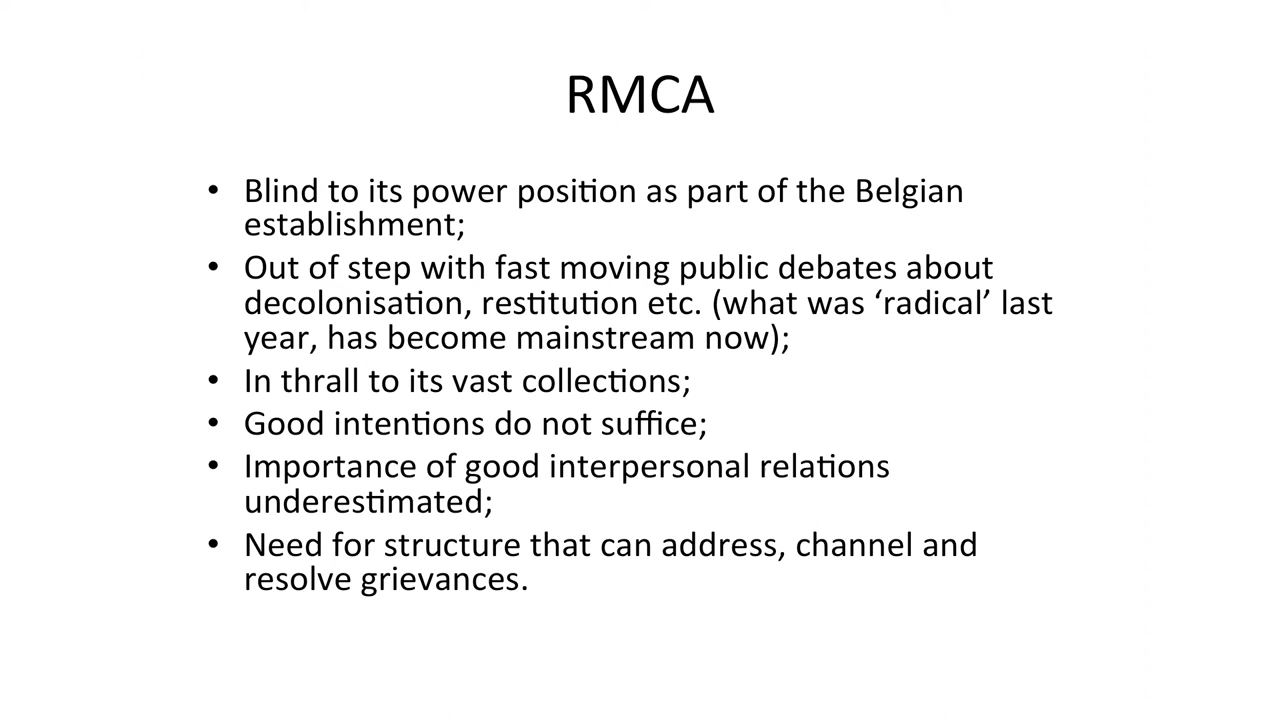 RMCA
• Blind to its power position as part of the Belgian
establishment;
• Out of step with fast moving public debates about
decolonisation, restitution etc. (what was ‘radical’ last
year, has become mainstream now);
• In thrall to its vast collections;
• Good intentions do not suffice;
• Importance of good interpersonal relations
underestimated;
• Need for structure that can address, channel and
resolve grievances.